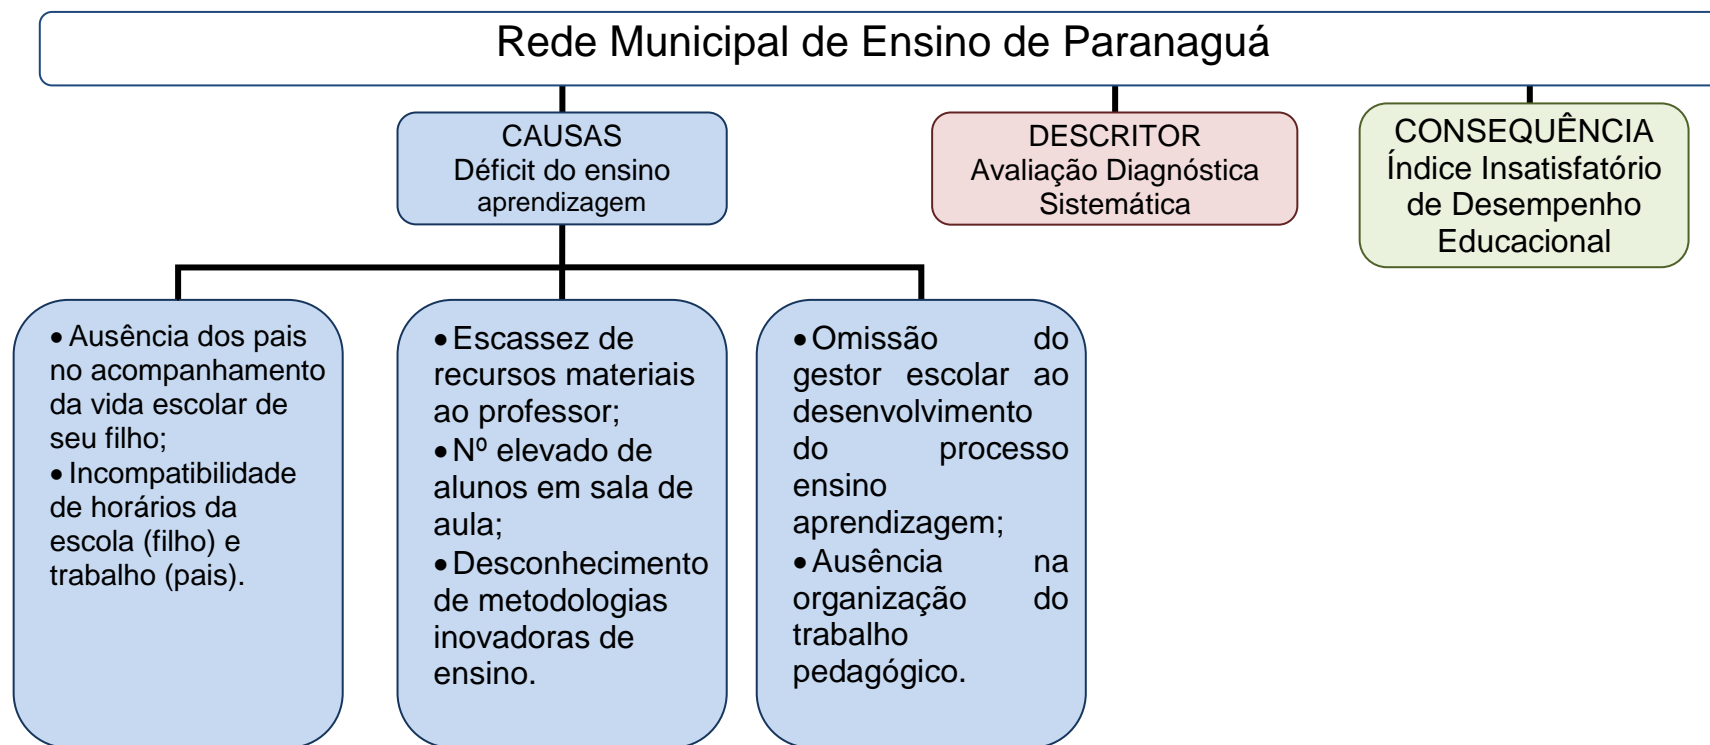 Rede Municipal de Ensino de Paranaguá
CAUSAS
Déficit do ensino
aprendizagem
DESCRITOR
Avaliação Diagnóstica
Sistemática
CONSEQUÊNCIA
Índice Insatisfatório
de Desempenho
Educacional
• Ausência dos pais
no acompanhamento
da vida escolar de
seu filho;
• Incompatibilidade
de horários da
escola (filho) e
trabalho (pais).
• Escassez de
recursos materiais
ao professor;
• Nº elevado de
alunos em sala de
aula;
• Desconhecimento
de metodologias
inovadoras de
ensino.
• Omissão do
gestor escolar ao
desenvolvimento
do processo
ensino
aprendizagem;
• Ausência na
organização do
trabalho
pedagógico.